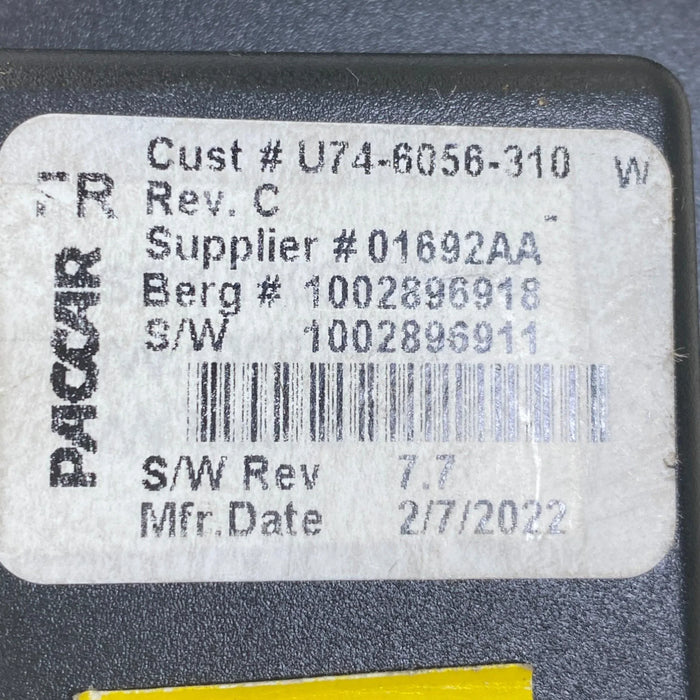 Cust # U74-6056-310 W
Rev. C
Supplier # 01692AA
Berg # 1002896918
S/W 1002896911
S/W Rev 7.7
Mfr.Date 2/7/2022
PACCAR